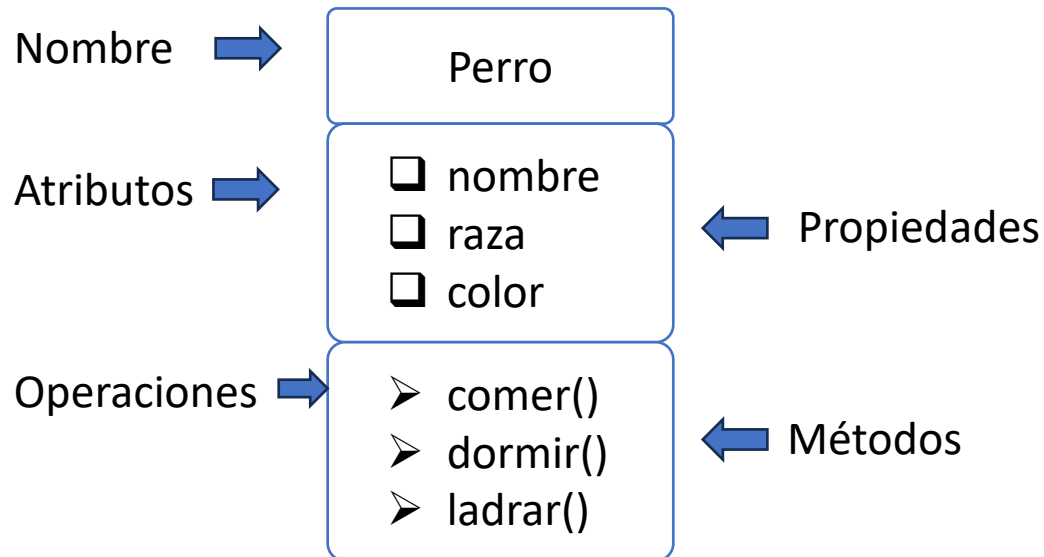 Nombre
Perro
Atributos
nombre
raza
color
Propiedades
Operaciones
comer()
dormir()
ladrar()
Métodos